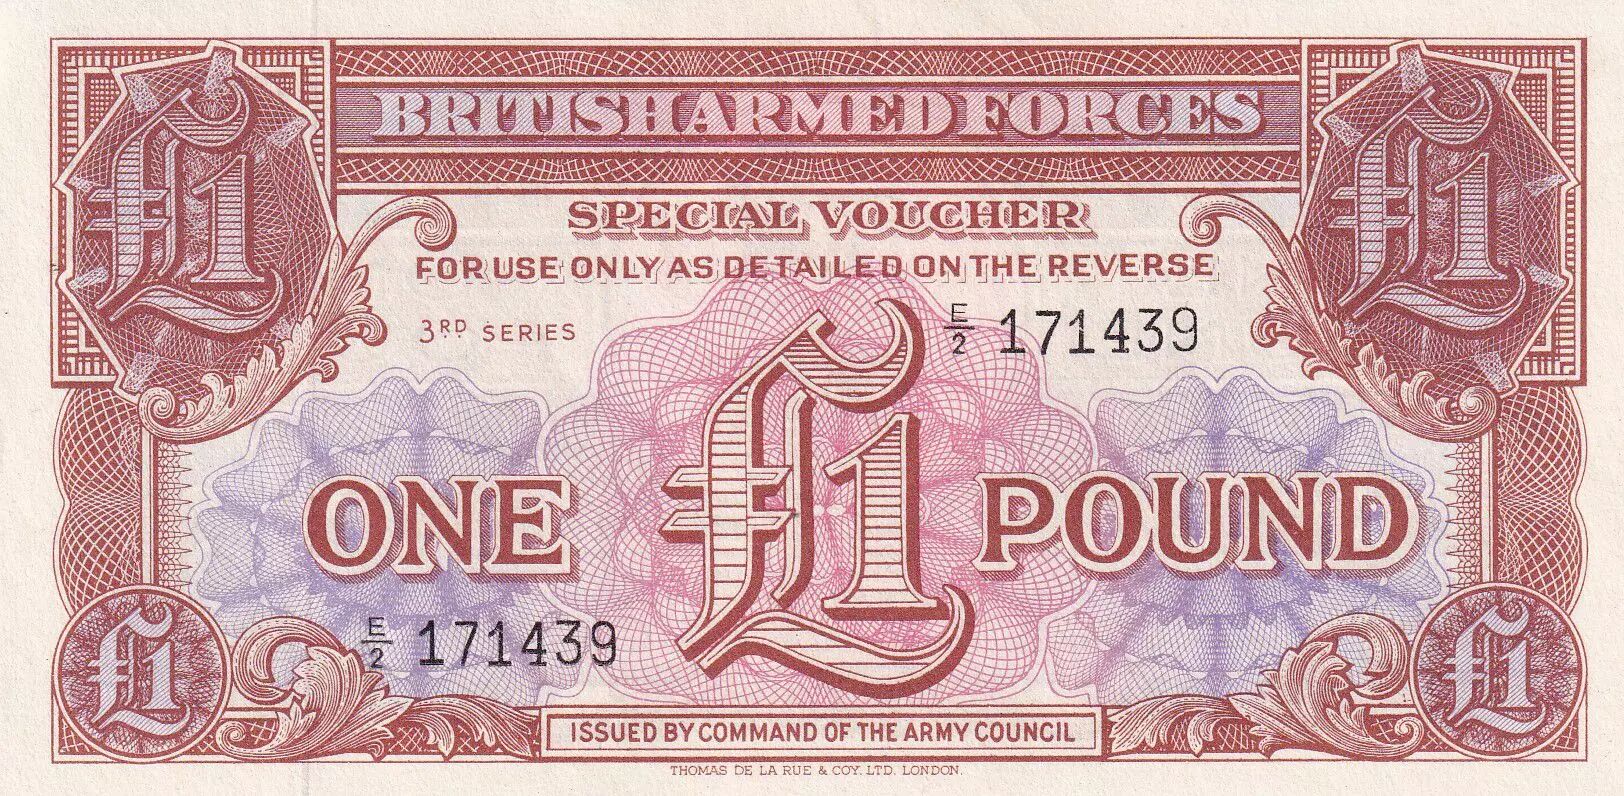 £1
£1
BRITISH ARMED FORCES
SPECIAL VOUCHER
FOR USE ONLY AS DETAILED ON THE REVERSE
3RD SERIES
E/2 171439
ONE £1 POUND
E/2 171439
£1
£1
ISSUED BY COMMAND OF THE ARMY COUNCIL
THOMAS DE LA RUE & COY. LTD. LONDON.